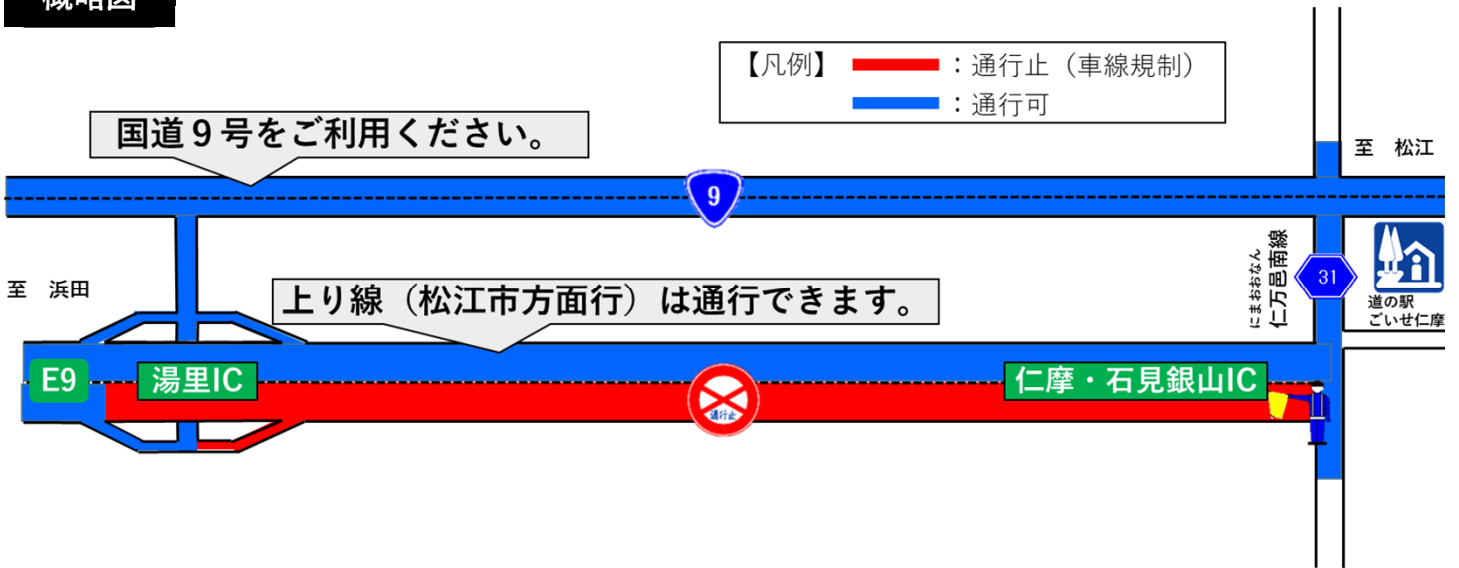 概略図
【凡例】 ：通行止（車線規制）
：通行可
国道９号をご利用ください。
至 松江
9
至 浜田
上り線（松江市方面行）は通行できます。
にまおおなん
仁万邑南線
31
道の駅
ごいせ仁摩
E9
湯里IC
通行止
仁摩・石見銀山IC